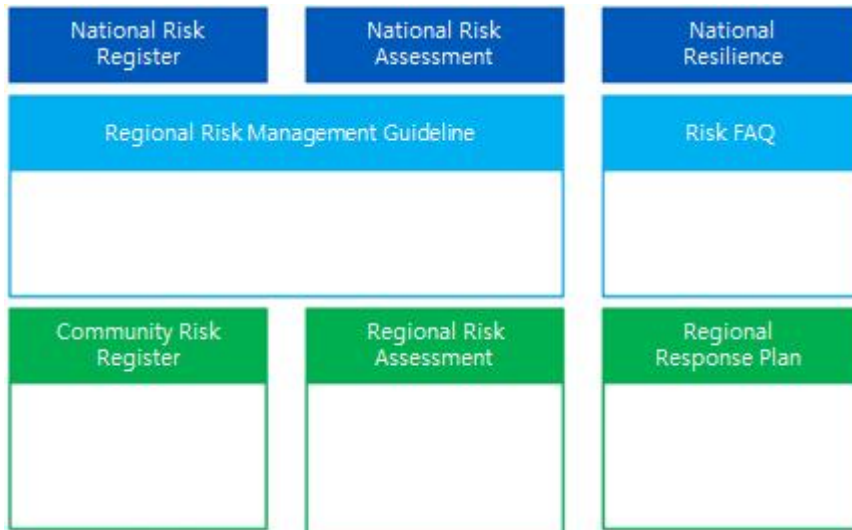 National Risk
Register
National Risk
Assessment
National
Resilience
Regional Risk Management Guideline
Risk FAQ
Community Risk
Register
Regional Risk
Assessment
Regional
Response Plan